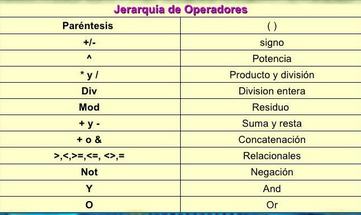 Jerarquia de Operadores
Paréntesis ( )
+/- signo
^ Potencia
* y / Producto y división
Div Division entera
Mod Residuo
+ y - Suma y resta
+ o & Concatenación
>,<,>=,<=, <>,= Relacionales
Not Negación
Y And
O Or